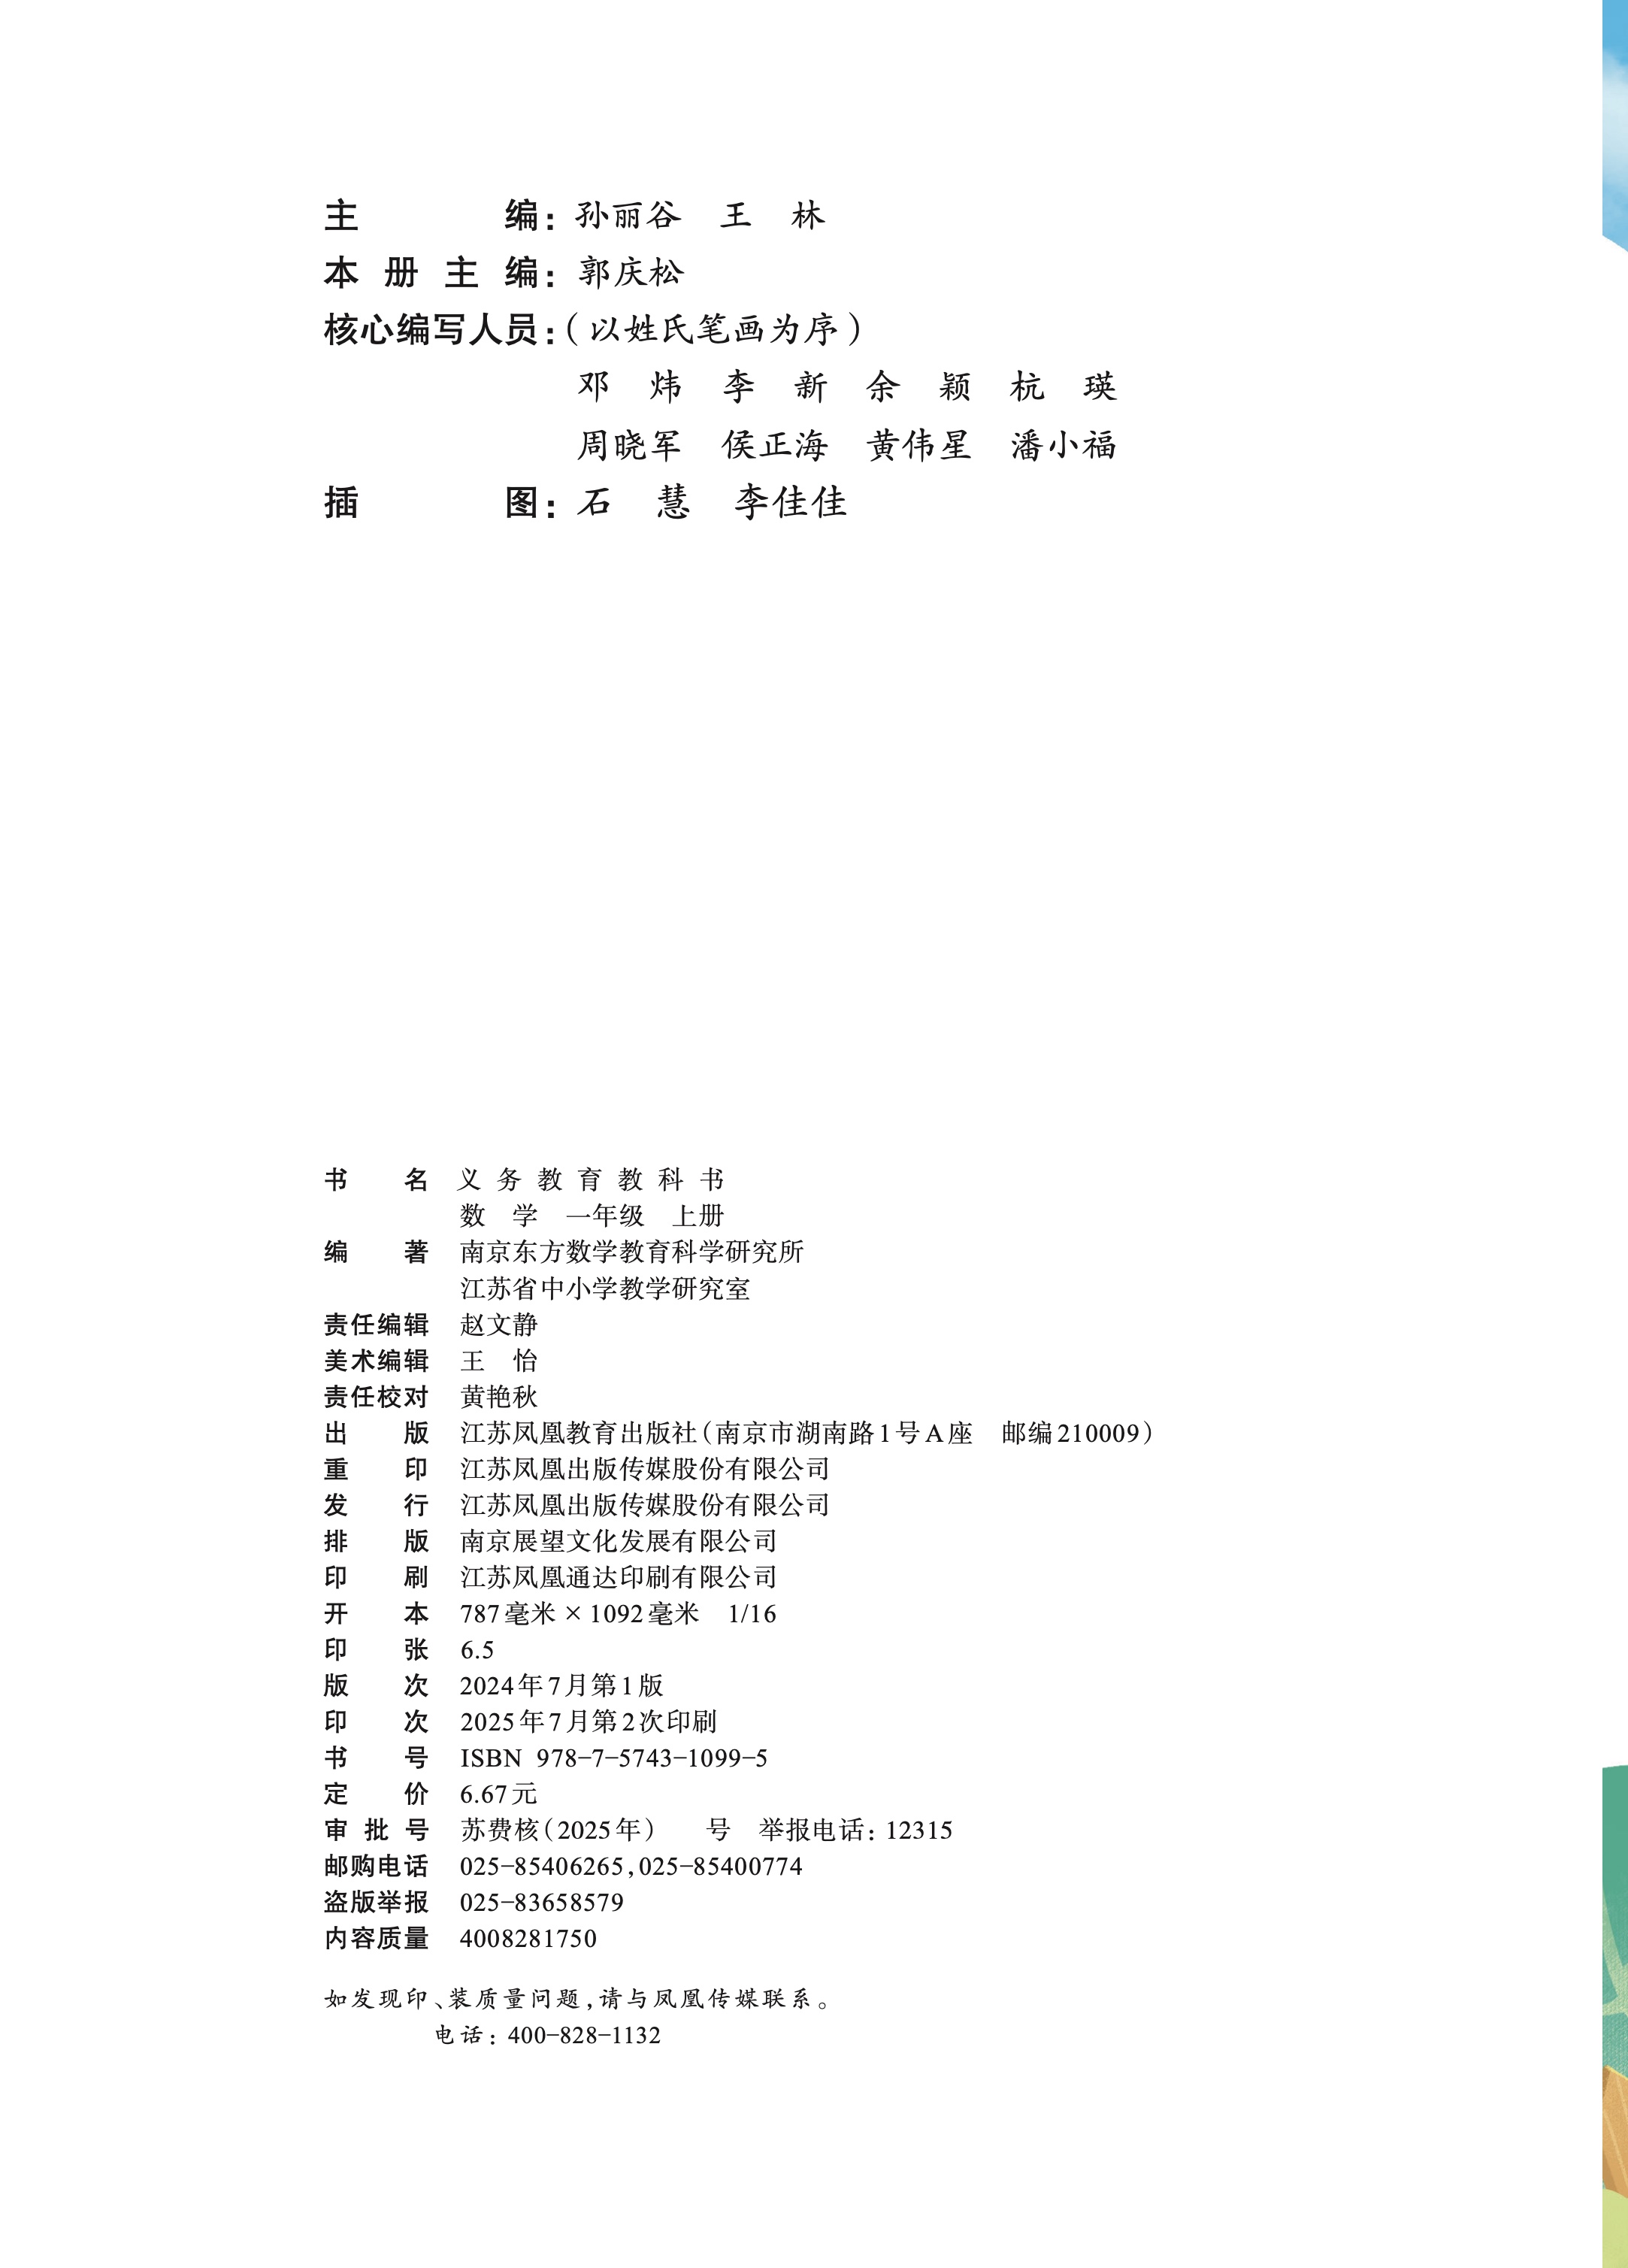 主编：孙丽谷 王林
本册主编：郭庆松
核心编写人员：（以姓氏笔画为序）
邓炜 李新 余颖 杭瑛
周晓军 侯正海 黄伟星 潘小福
插图：石慧 李佳佳
书名 义务教育教科书
数学 一年级 上册
编著 南京东方数学教育科学研究所
江苏省中小学教学研究室
责任编辑 赵文静
美术编辑 王怡
责任校对 黄艳秋
出版 江苏凤凰教育出版社（南京市湖南路1号A座 邮编210009）
重印 江苏凤凰出版传媒股份有限公司
发行 江苏凤凰出版传媒股份有限公司
排版 南京展望文化发展有限公司
印刷 江苏凤凰通达印刷有限公司
开本 787毫米×1092毫米 1/16
印张 6.5
版次 2024年7月第1版
印次 2025年7月第2次印刷
书号 ISBN 978-7-5743-1099-5
定价 6.67元
审批号 苏费核（2025年） 号 举报电话：12315
邮购电话 025-85406265,025-85400774
盗版举报 025-83658579
内容质量 4008281750
如发现印、装质量问题，请与凤凰传媒联系。
电话：400-828-1132